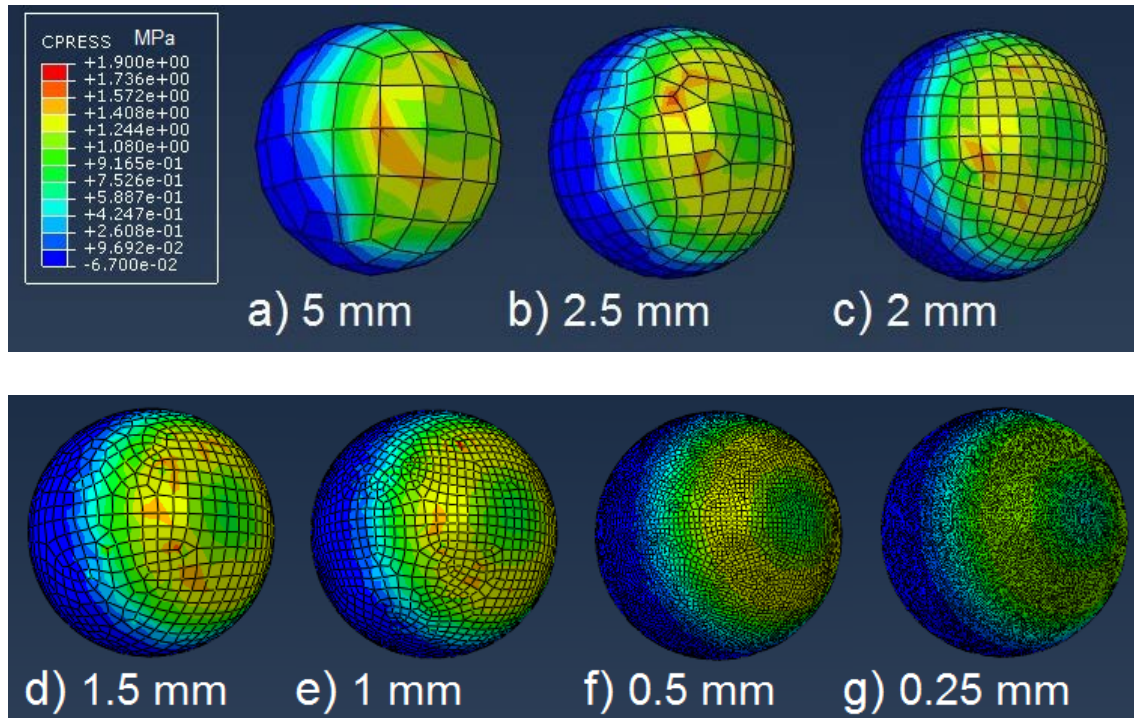 CPRESS MPa
+1.900e+00
+1.736e+00
+1.572e+00
+1.408e+00
+1.244e+00
+1.080e+00
+9.165e-01
+7.526e-01
+5.887e-01
+4.247e-01
+2.608e-01
+9.692e-02
-6.700e-02
a) 5 mm b) 2.5 mm c) 2 mm
d) 1.5 mm e) 1 mm f) 0.5 mm g) 0.25 mm